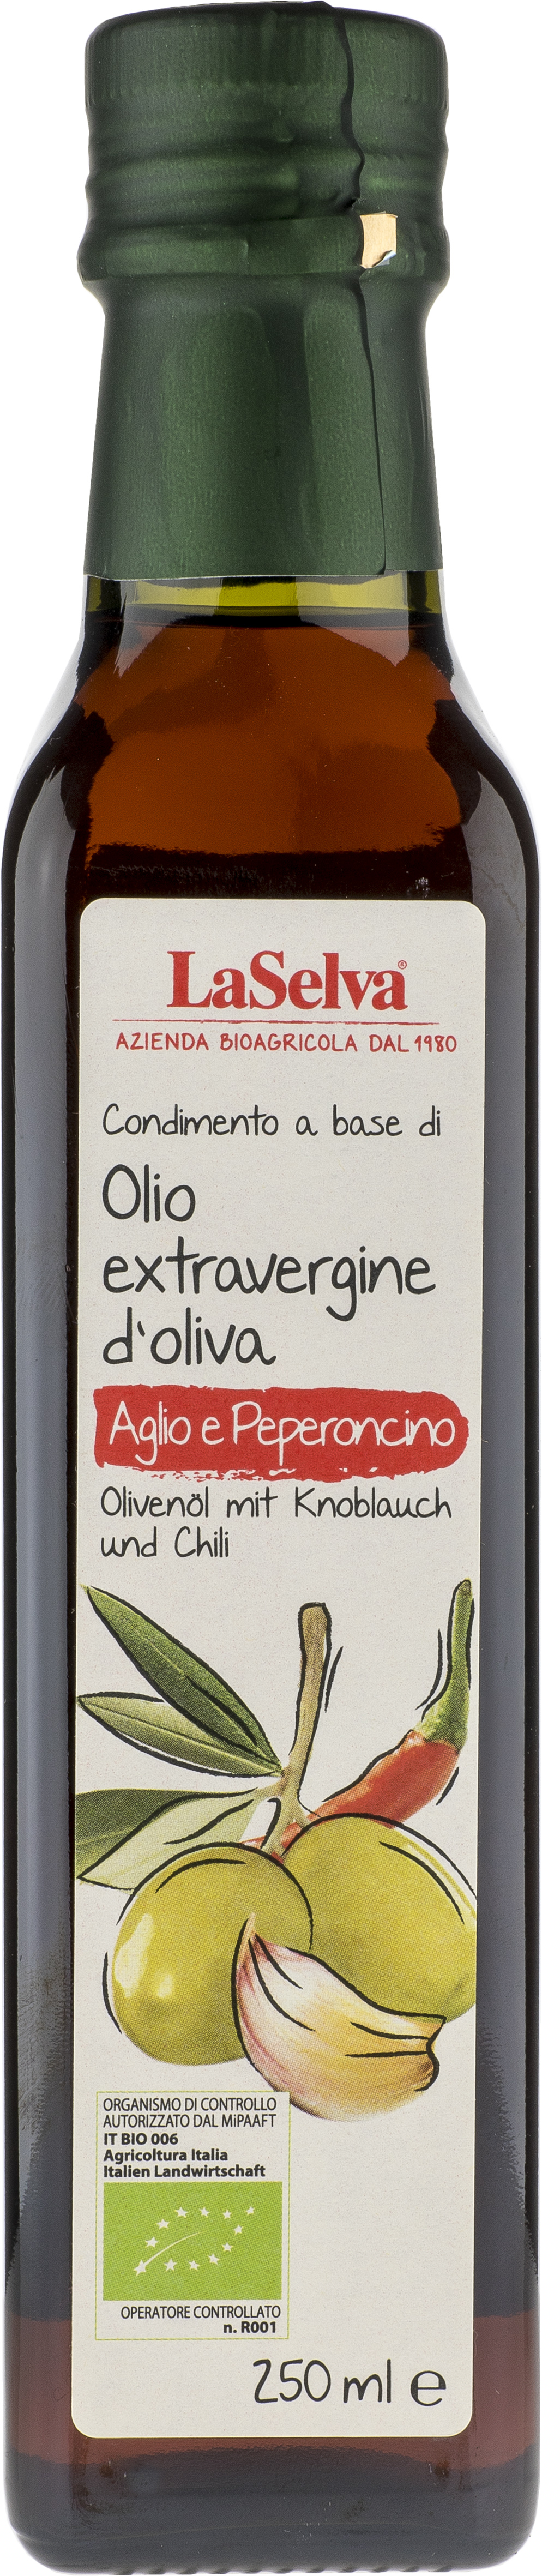 LaSelva®
AZIENDA BIOAGRICOLA DAL 1980
Condimento a base di
Olio
extravergine
d'oliva
Aglio e Peperoncino
Olivenöl mit Knoblauch
und Chili
ORGANISMO DI CONTROLLO
AUTORIZZATO DAL MiPAAFT
IT BIO 006
Agricoltura Italia
Italien Landwirtschaft
OPERATORE CONTROLLATO
n. R001
250 ml e